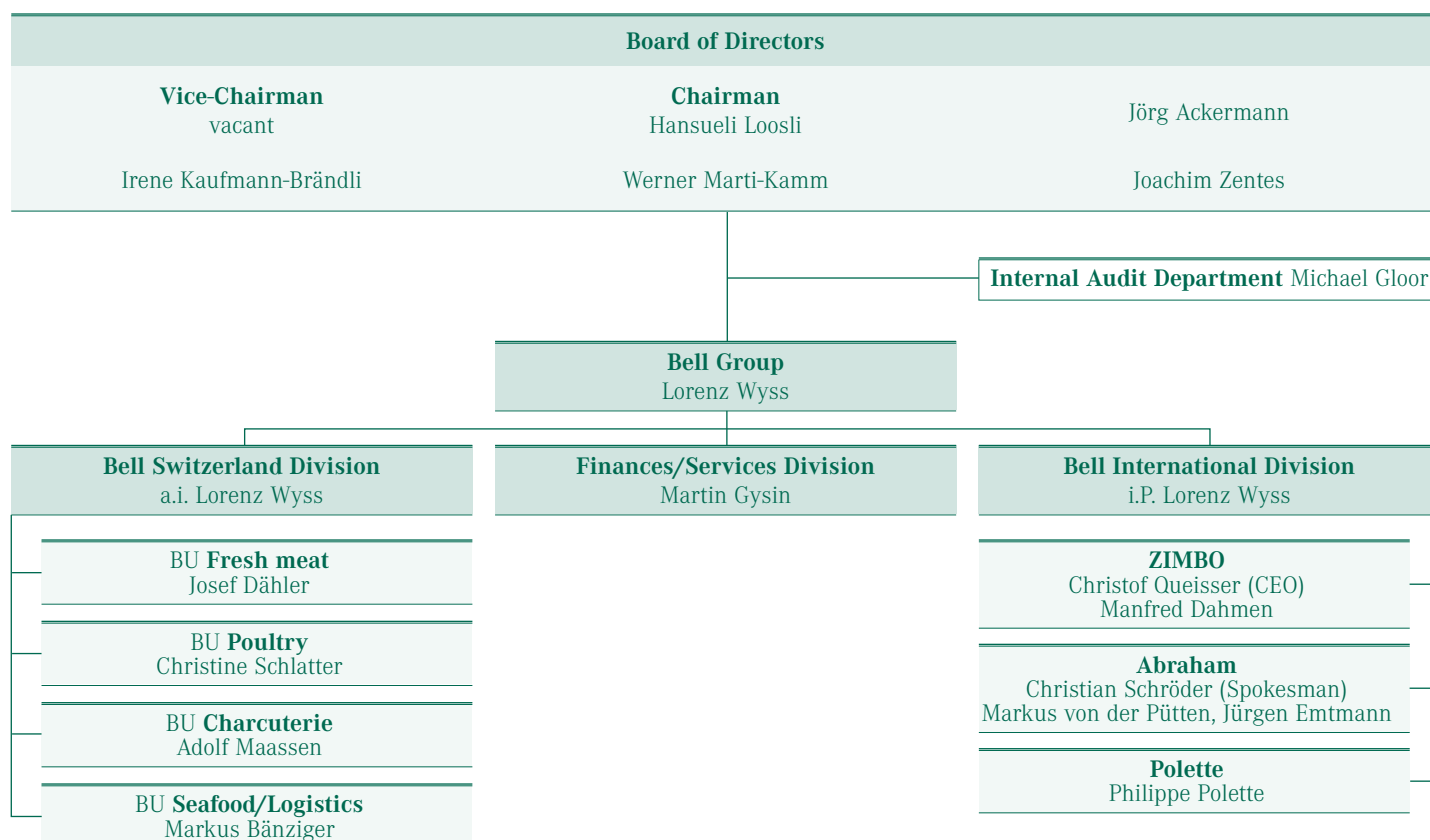 Board of Directors
Vice-Chairman
vacant
Chairman
Hansueli Loosli
Jörg Ackermann
Irene Kaufmann-Brändli
Werner Marti-Kamm
Joachim Zentes
Internal Audit Department Michael Gloor
Bell Group
Lorenz Wyss
Bell Switzerland Division
a.i. Lorenz Wyss
Finances/Services Division
Martin Gysin
Bell International Division
i.P. Lorenz Wyss
BU Fresh meat
Josef Dähler
BU Poultry
Christine Schlatter
BU Charcuterie
Adolf Maassen
BU Seafood/Logistics
Markus Bänziger
ZIMBO
Christof Queisser (CEO)
Manfred Dahmen
Abraham
Christian Schröder (Spokesman)
Markus von der Pütten, Jürgen Emtmann
Polette
Philippe Polette